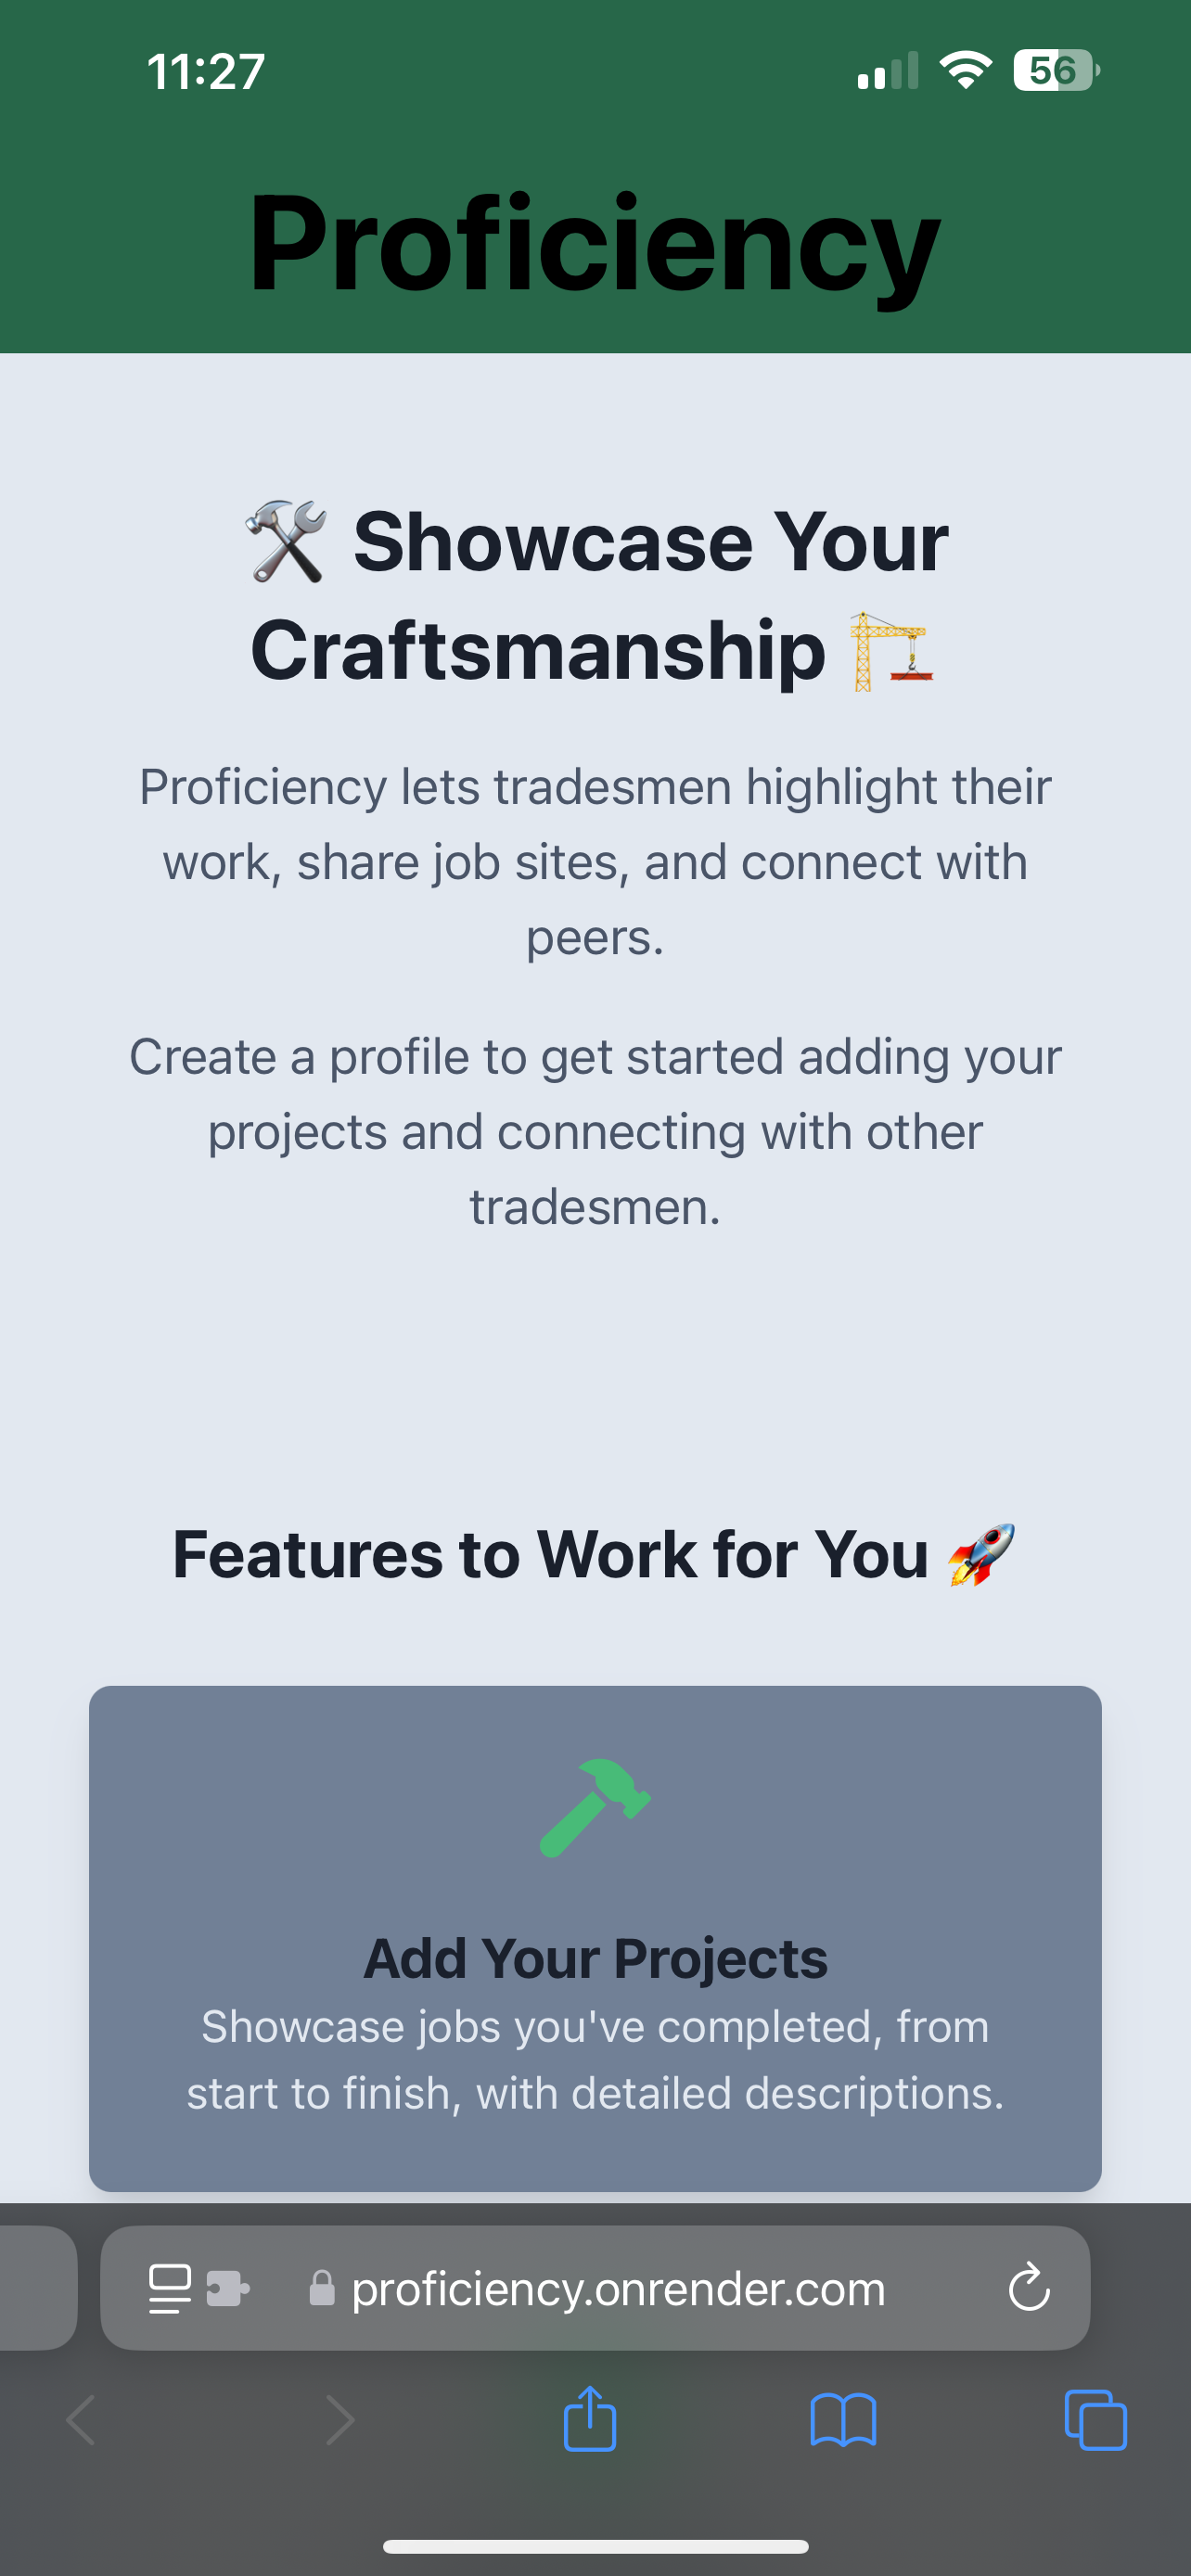 11:27
56
Proficiency
🛠️ Showcase Your
Craftsmanship 🏗️
Proficiency lets tradesmen highlight their
work, share job sites, and connect with
peers.
Create a profile to get started adding your
projects and connecting with other
tradesmen.
Features to Work for You 🚀
Add Your Projects
Showcase jobs you've completed, from
start to finish, with detailed descriptions.
proficiency.onrender.com